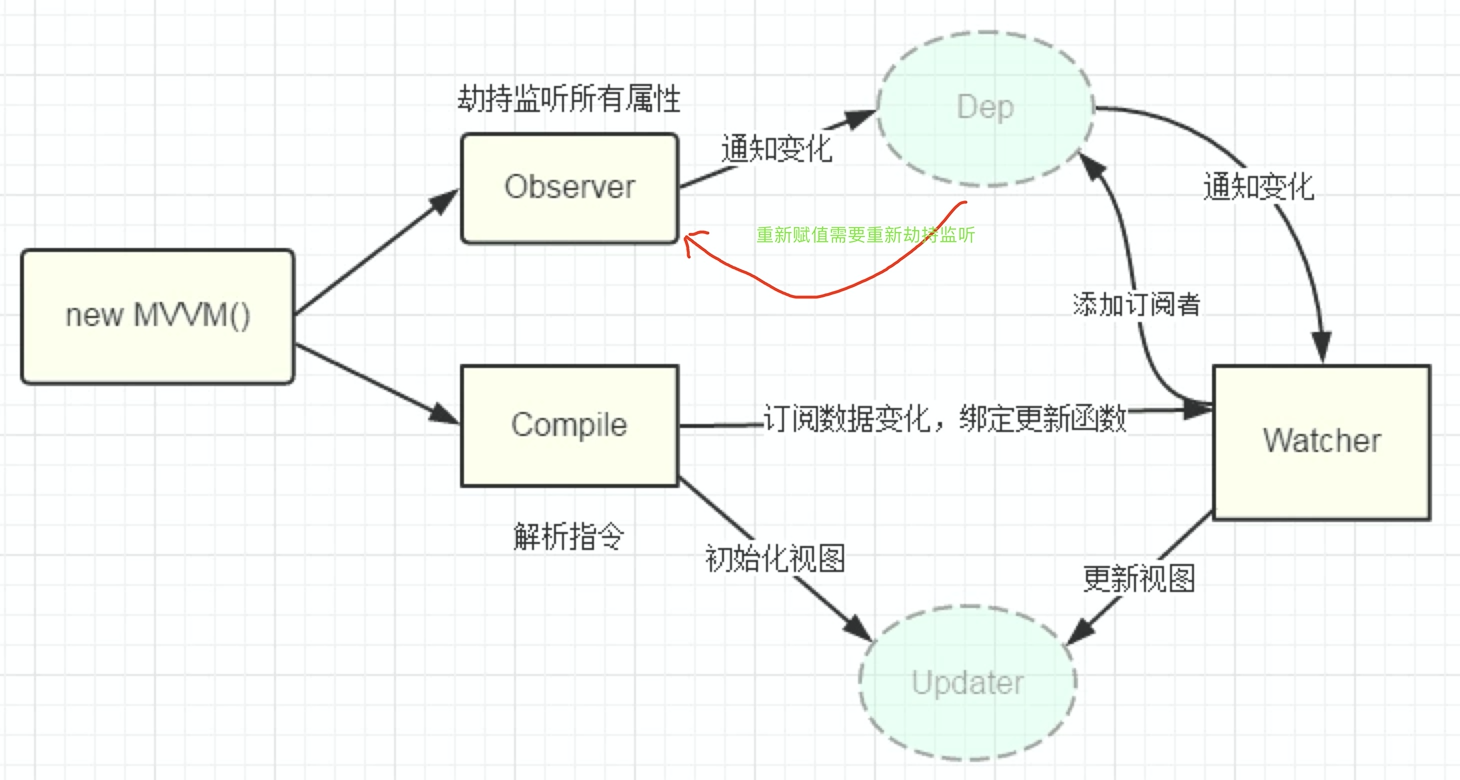 劫持监听所有属性
Observer
通知变化
Dep
通知变化
重新赋值需要重新劫持监听
new MVVM()
添加订阅者
Compile
订阅数据变化，绑定更新函数
Watcher
解析指令
初始化视图
更新视图
Updater